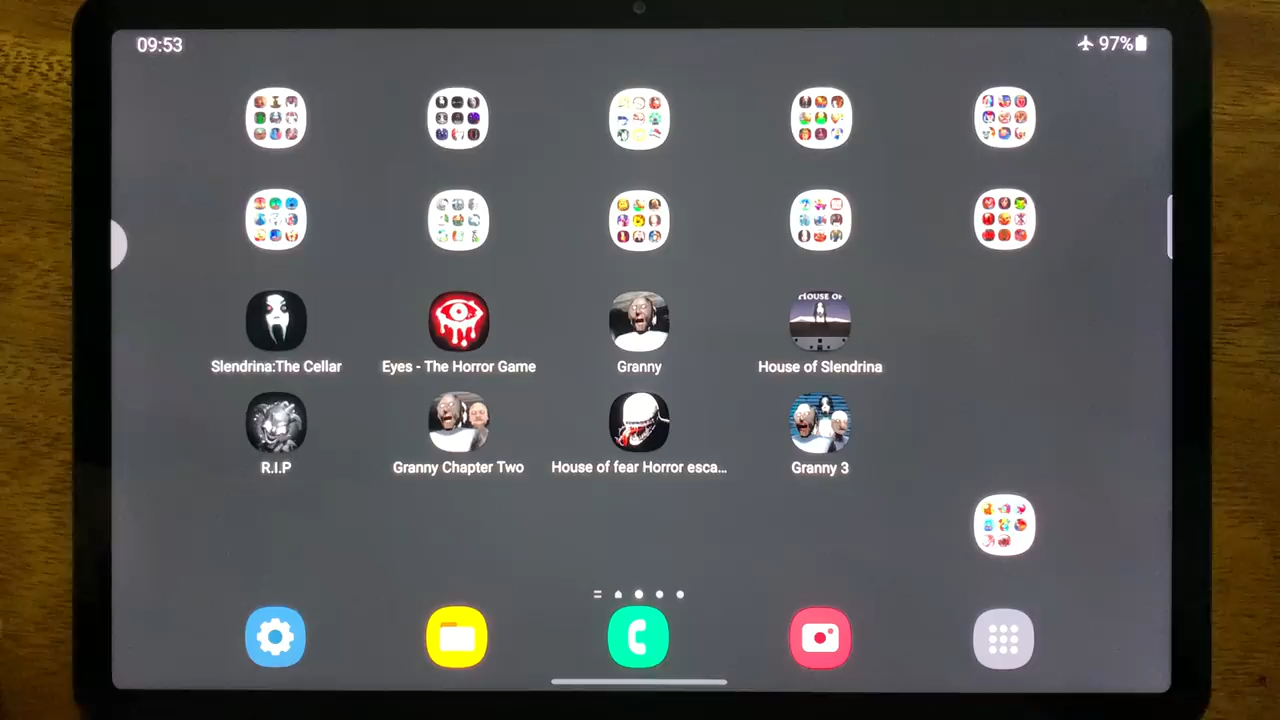 09:53
97%
HOUSE OF
Slendrina:The Cellar
Eyes - The Horror Game
Granny
House of Slendrina
R.I.P
Granny Chapter Two
House of fear Horror esca...
Granny 3